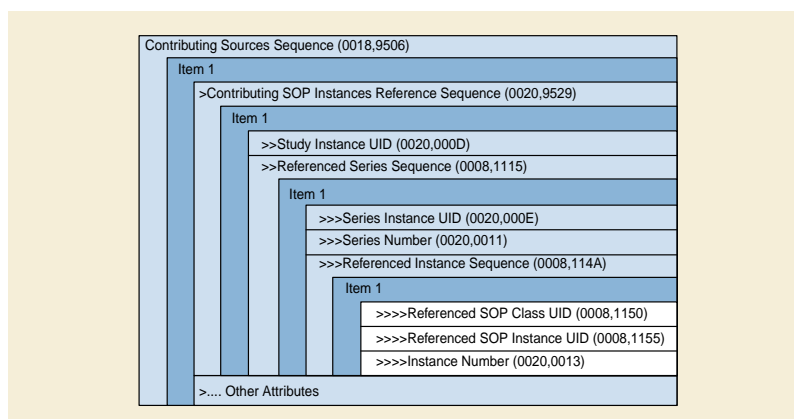 Contributing Sources Sequence (0018,9506)
Item 1
>Contributing SOP Instances Reference Sequence (0020,9529)
Item 1
>>Study Instance UID (0020,000D)
>>Referenced Series Sequence (0008,1115)
Item 1
>>>Series Instance UID (0020,000E)
>>>Series Number (0020,0011)
>>>Referenced Instance Sequence (0008,114A)
Item 1
>>>>Referenced SOP Class UID (0008,1150)
>>>>Referenced SOP Instance UID (0008,1155)
>>>>Instance Number (0020,0013)
>.... Other Attributes